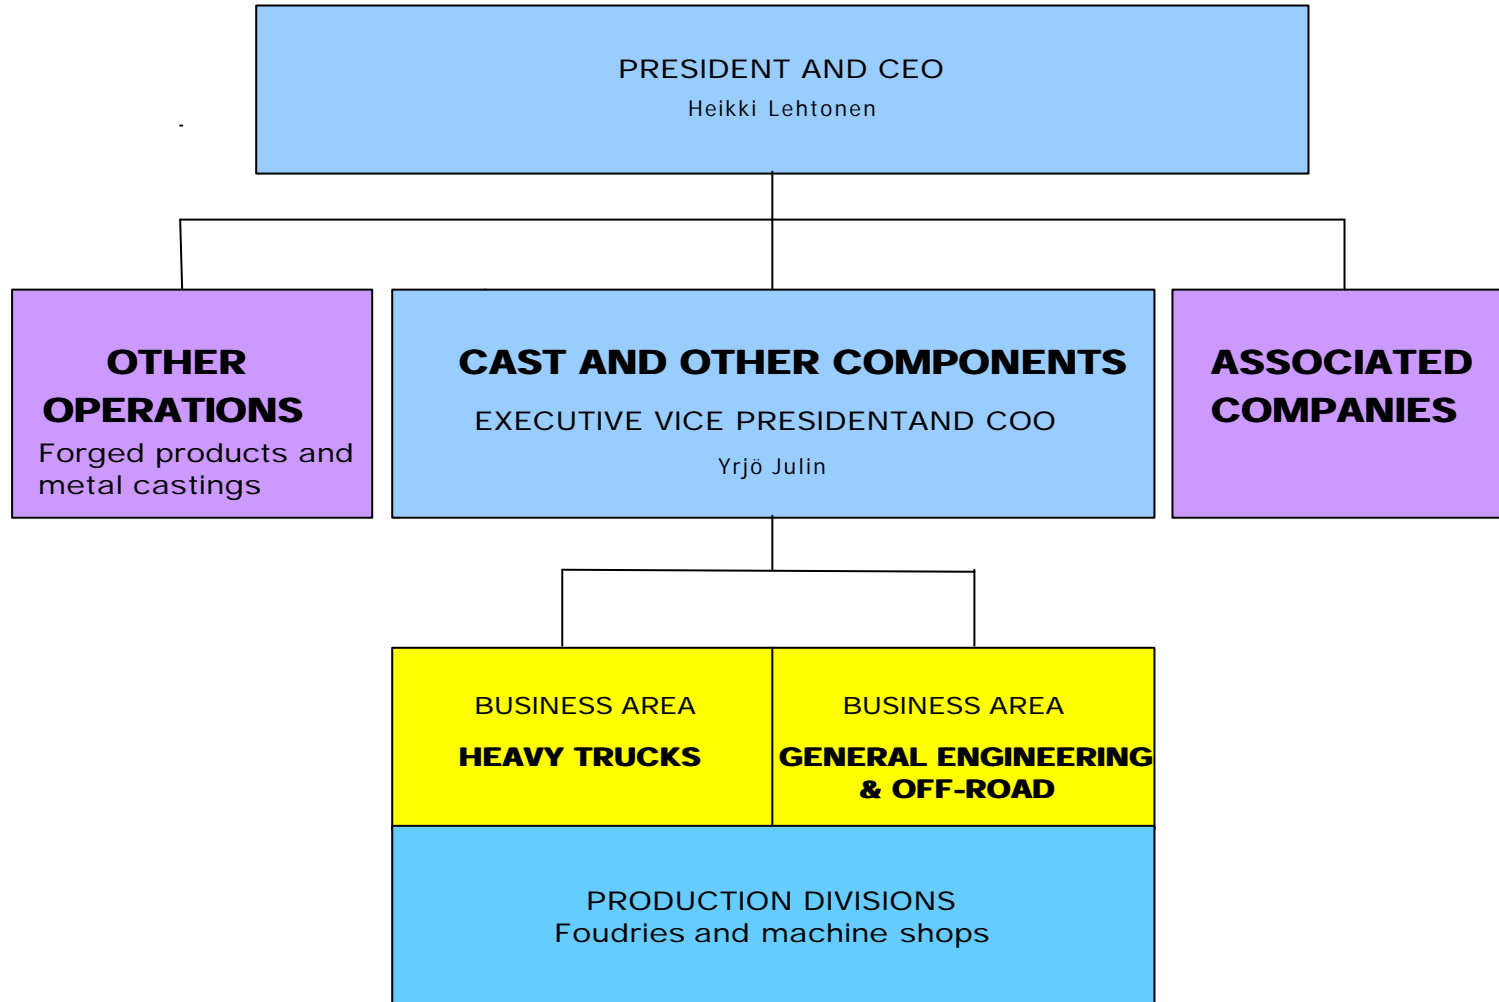 PRESIDENT AND CEO
Heikki Lehtonen
OTHER
OPERATIONS
Forged products and
metal castings
CAST AND OTHER COMPONENTS
EXECUTIVE VICE PRESIDENTAND COO
Yrjö Julin
ASSOCIATED
COMPANIES
BUSINESS AREA
HEAVY TRUCKS
BUSINESS AREA
GENERAL ENGINEERING
& OFF-ROAD
PRODUCTION DIVISIONS
Foudries and machine shops